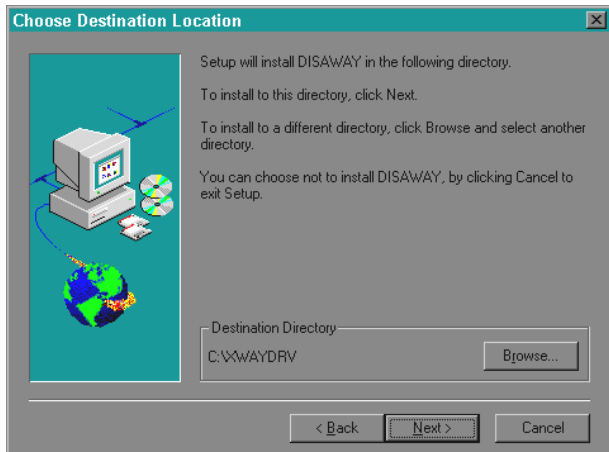 Choose Destination Location
Setup will install DISAWAY in the following directory.
To install to this directory, click Next.
To install to a different directory, click Browse and select another
directory.
You can choose not to install DISAWAY, by clicking Cancel to
exit Setup.
Destination Directory
C:\XWAYDRV
Browse...
< Back
Next >
Cancel